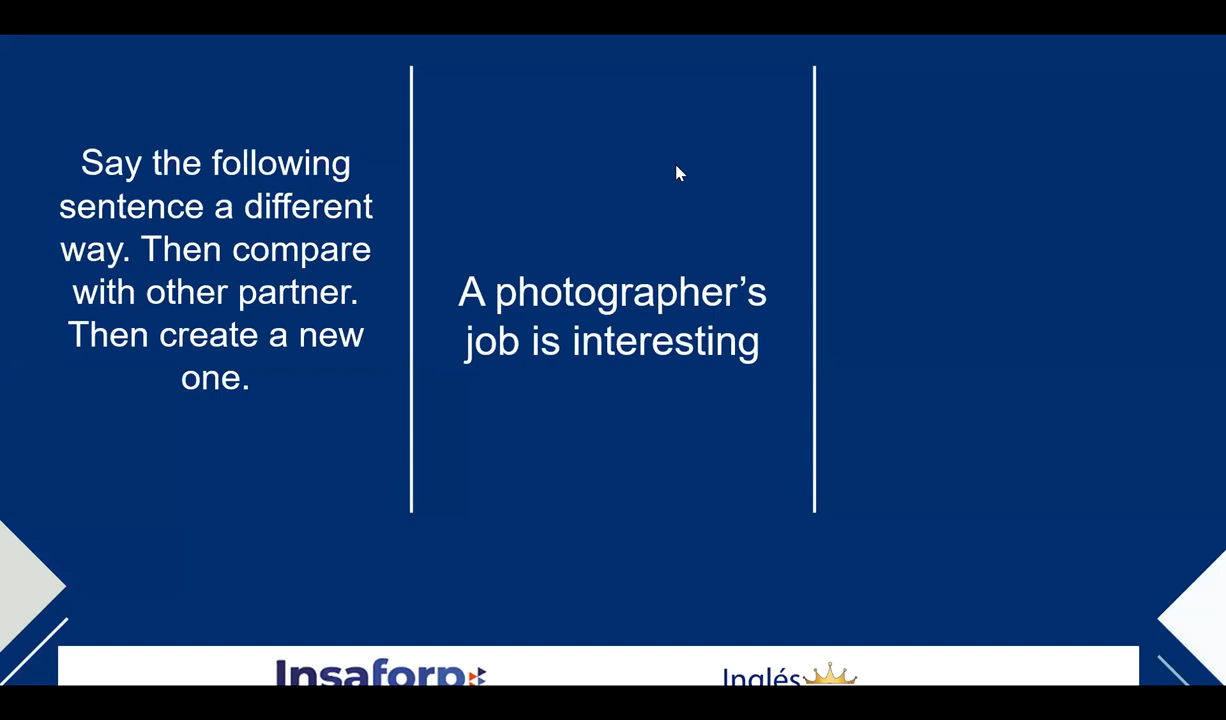 Say the following
sentence a different
way. Then compare
with other partner.
Then create a new
one.
A photographer’s
job is interesting
Insaforp
Inglés